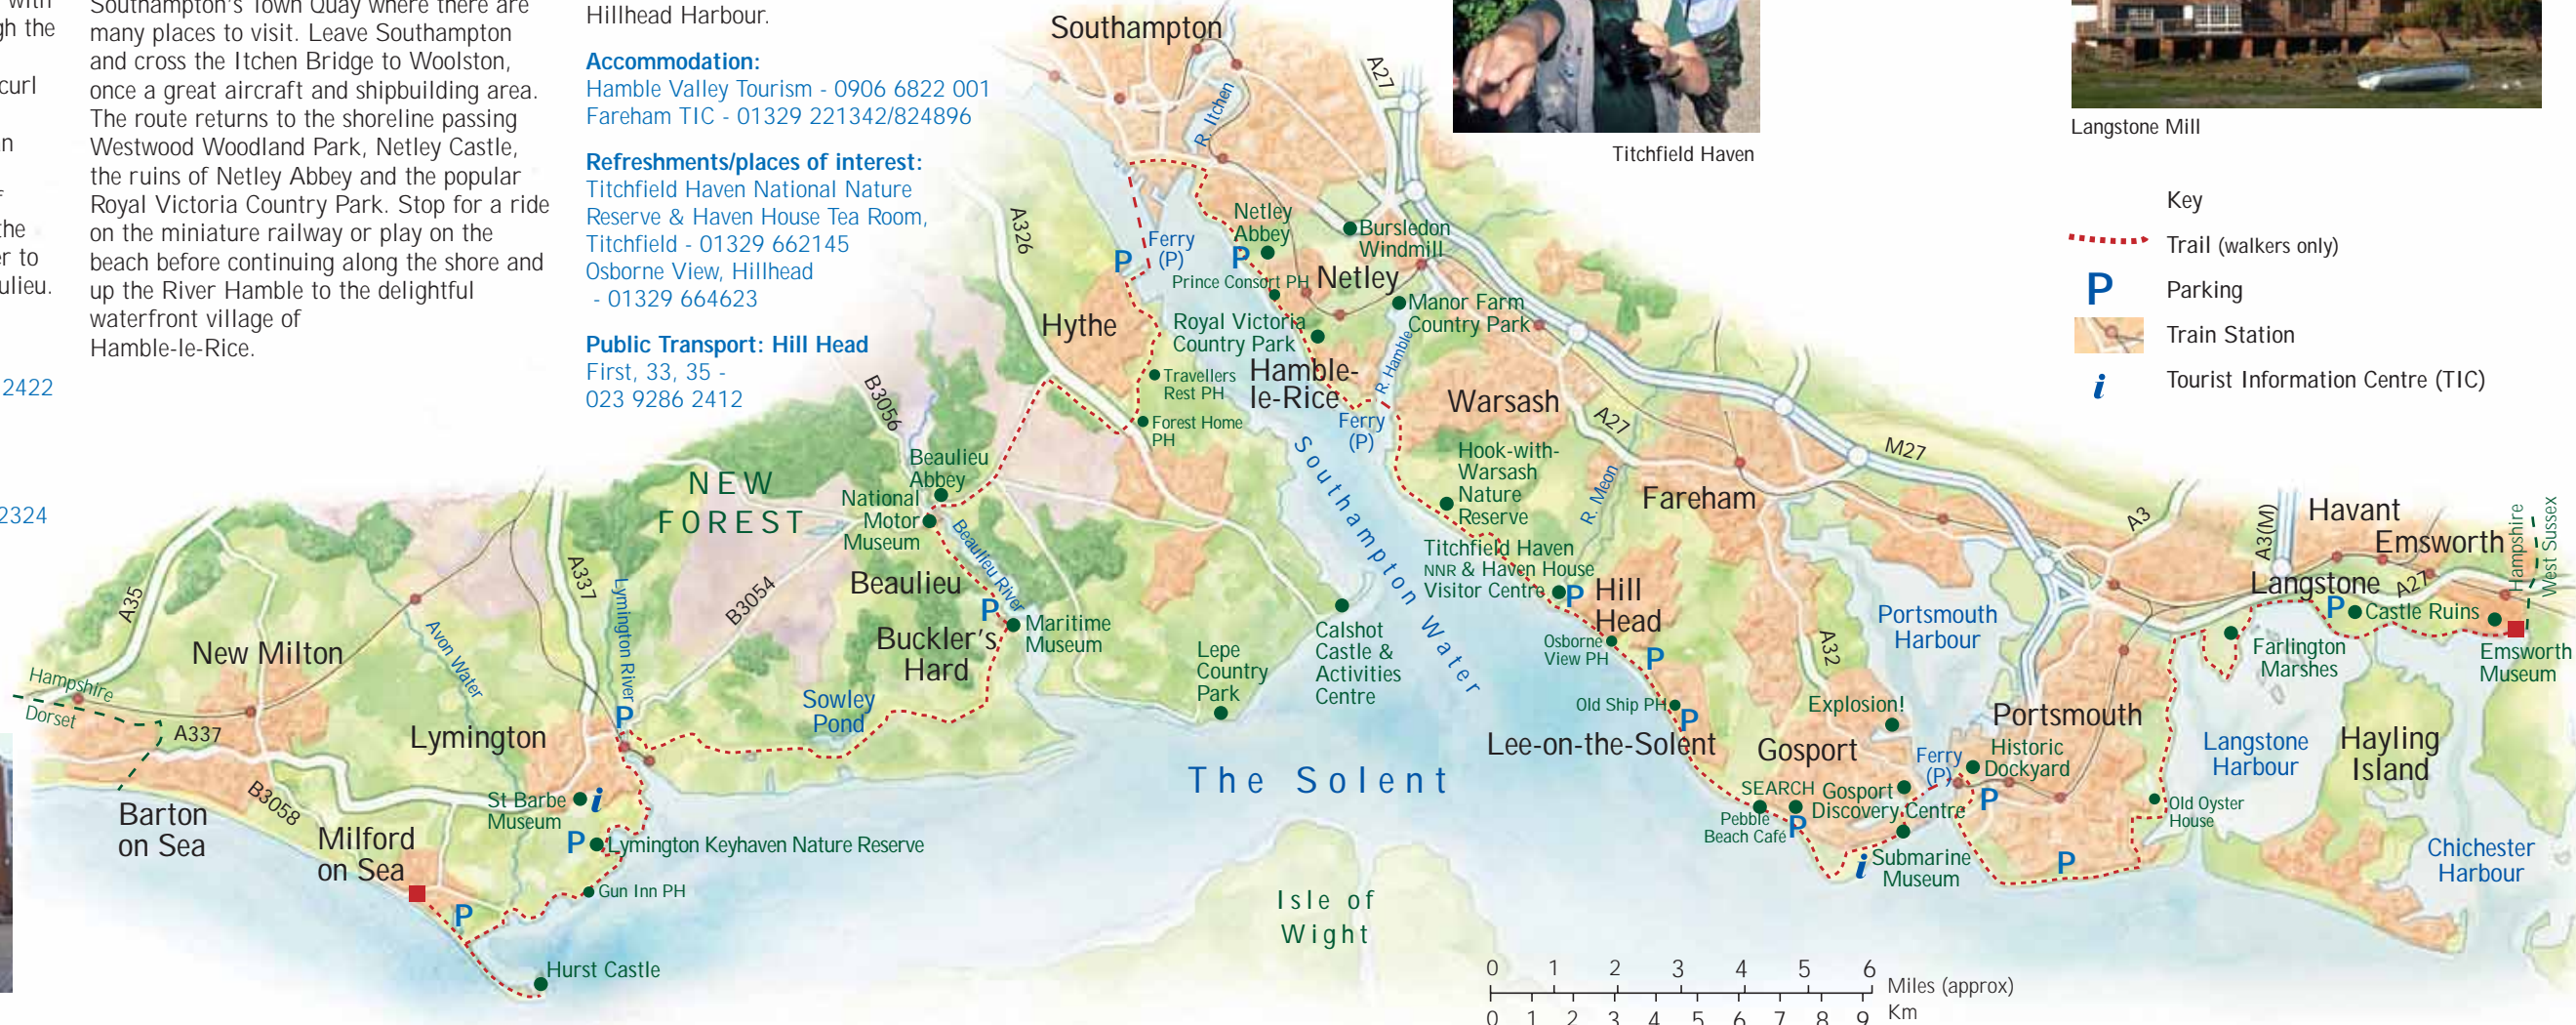 with
gh the
curl
n
f
the
er to
ulieu.
2422
2324
Southampton's Town Quay where there are
many places to visit. Leave Southampton
and cross the Itchen Bridge to Woolston,
once a great aircraft and shipbuilding area.
The route returns to the shoreline passing
Westwood Woodland Park, Netley Castle,
the ruins of Netley Abbey and the popular
Royal Victoria Country Park. Stop for a ride
on the miniature railway or play on the
beach before continuing along the shore and
up the River Hamble to the delightful
waterfront village of
Hamble-le-Rice.
Hillhead Harbour.
Accommodation:
Hamble Valley Tourism - 0906 6822 001
Fareham TIC - 01329 221342/824896
Refreshments/places of interest:
Titchfield Haven National Nature
Reserve & Haven House Tea Room,
Titchfield - 01329 662145
Osborne View, Hillhead
- 01329 664623
Public Transport: Hill Head
First, 33, 35 -
023 9286 2412
Titchfield Haven
Langstone Mill
Key
Trail (walkers only)
P
Parking
Train Station
i
Tourist Information Centre (TIC)
Southampton
R. Itchen
A27
A326
P
Ferry
(P)
Netley
Abbey
P
Bursledon
Windmill
Prince Consort PH
Netley
Manor Farm
Country Park
Hythe
Royal Victoria
Country Park
Hamble-
le-Rice
R. Hamble
Travellers
Rest PH
Forest Home
PH
Ferry
(P)
Warsash
A27
M27
B3056
Beaulieu
Abbey
National
Motor
Museum
NEW
FOREST
Beaulieu River
Beaulieu
P
Buckler's
Hard
Maritime
Museum
B3054
Southampton Water
Hook-with-
Warsash
Nature
Reserve
R. Meon
Fareham
Titchfield Haven
NNR & Haven House
Visitor Centre
P
Hill
Head
Osborne
View PH
P
Old Ship PH
P
Lee-on-the-Solent
Calshot
Castle &
Activities
Centre
Lepe
Country
Park
The Solent
A35
New Milton
Avon Water
A337
Lymington River
Hampshire
Dorset
A337
Lymington
P
Sowley
Pond
Barton
on Sea
B3058
St Barbe
Museum
i
P
Lymington Keyhaven Nature Reserve
Milford
on Sea
Gun Inn PH
P
Hurst Castle
Isle of
Wight
A32
Portsmouth
Harbour
Explosion!
Gosport
Ferry
(P)
Historic
Dockyard
P
Portsmouth
SEARCH
Gosport
Discovery Centre
Pebble
Beach Café
P
i
Submarine
Museum
P
Old Oyster
House
A3
A3(M)
Havant
Emsworth
Langstone
A27
P
Castle Ruins
Hampshire
West Sussex
Farlington
Marshes
Emsworth
Museum
Langstone
Harbour
Hayling
Island
Chichester
Harbour
0 1 2 3 4 5 6
Miles (approx)
Km
0 1 2 3 4 5 6 7 8 9